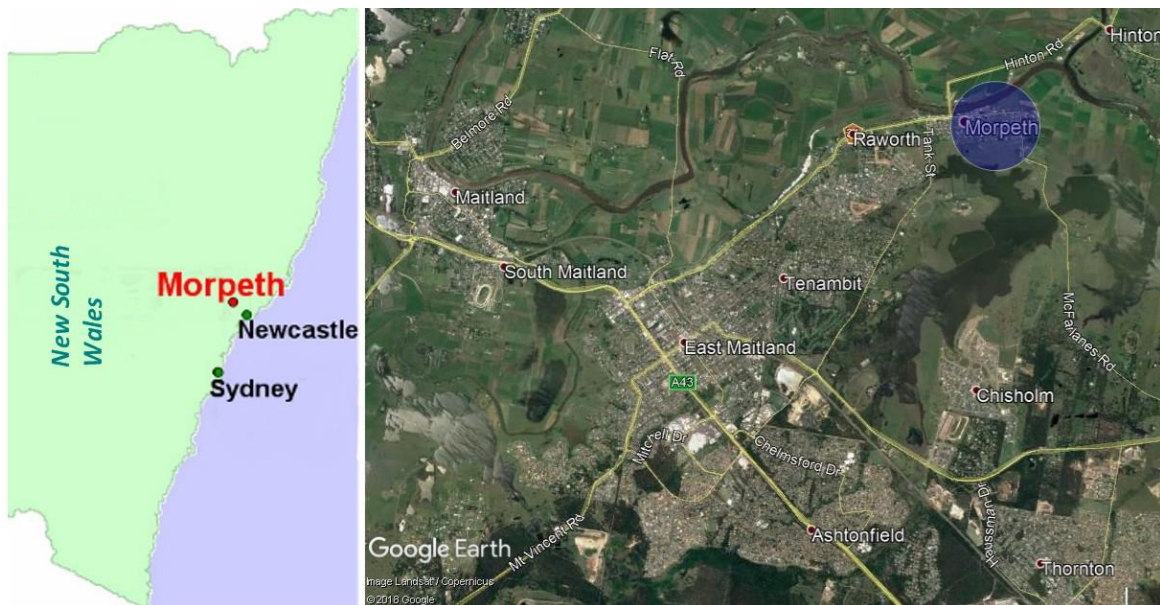 New South
Wales
Morpeth
Newcastle
Sydney
Hinton
Hinton Rd
Flat Rd
Belmore Rd
Morpeth
Raworth
Tank St
Maitland
South Maitland
Tenambit
McFarlanes Rd
East Maitland
A43
Chisholm
Mitchell Dr
Chelmsford Dr
Haussman Dr
Mt Vincent Rd
Ashtonfield
Thornton
Google Earth
Image Landsat / Copernicus
© 2018 Google